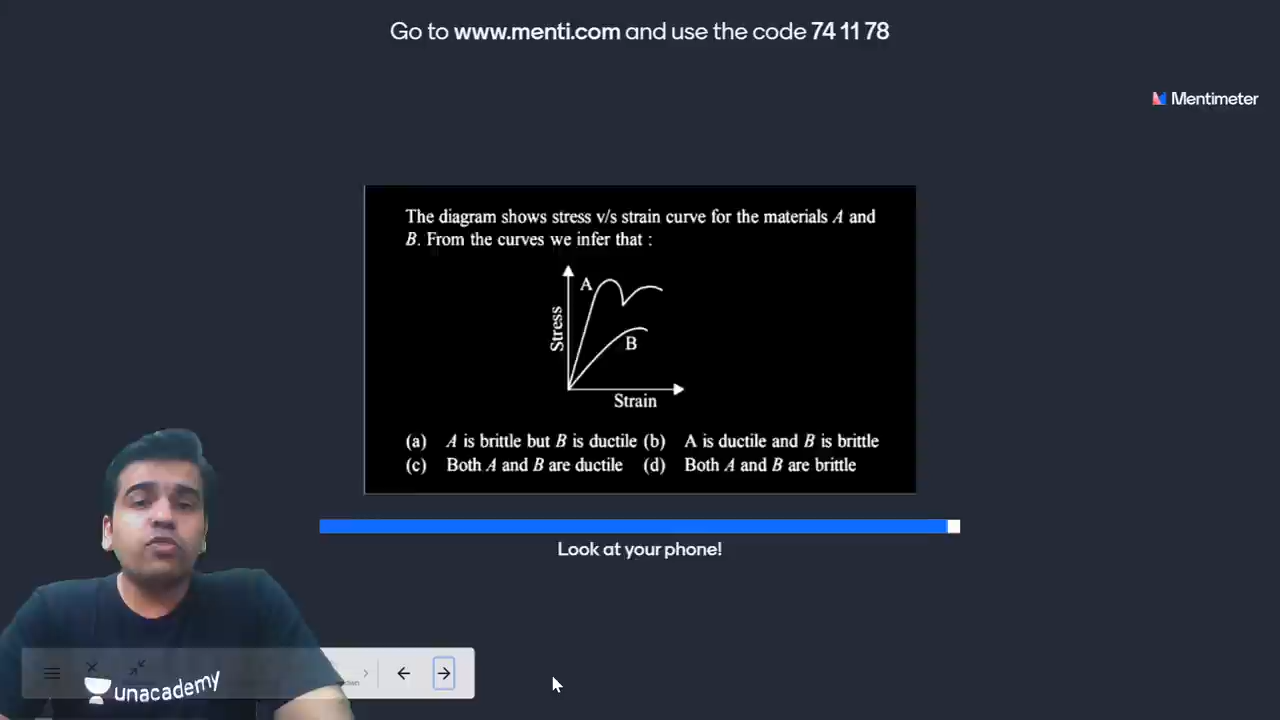 Go to www.menti.com and use the code 74 11 78
Mentimeter
The diagram shows stress v/s strain curve for the materials A and
B. From the curves we infer that :
A
B
Stress
Strain
(a) A is brittle but B is ductile (b) A is ductile and B is brittle
(c) Both A and B are ductile (d) Both A and B are brittle
Look at your phone!
unacademy